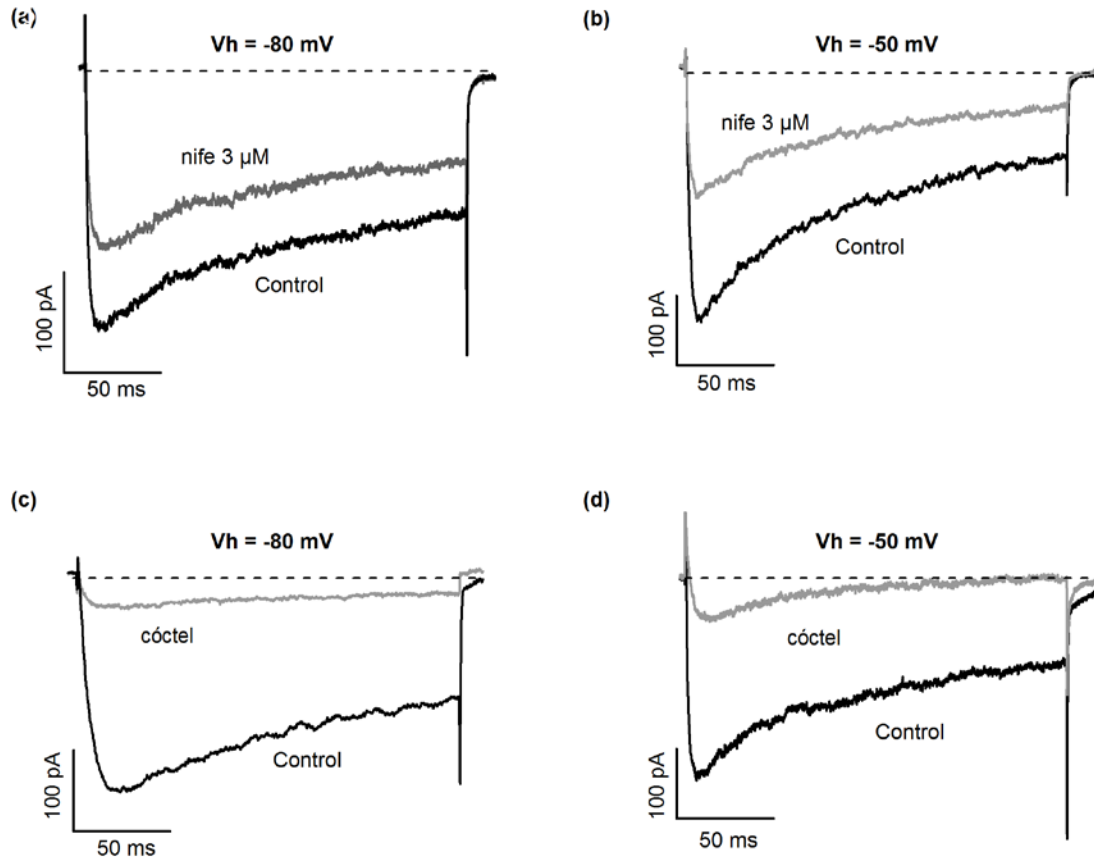 (a)
Vh = -80 mV
nife 3 µM
Control
100 pA
50 ms
(b)
Vh = -50 mV
nife 3 µM
Control
100 pA
50 ms
(c)
Vh = -80 mV
cóctel
Control
100 pA
50 ms
(d)
Vh = -50 mV
cóctel
Control
100 pA
50 ms